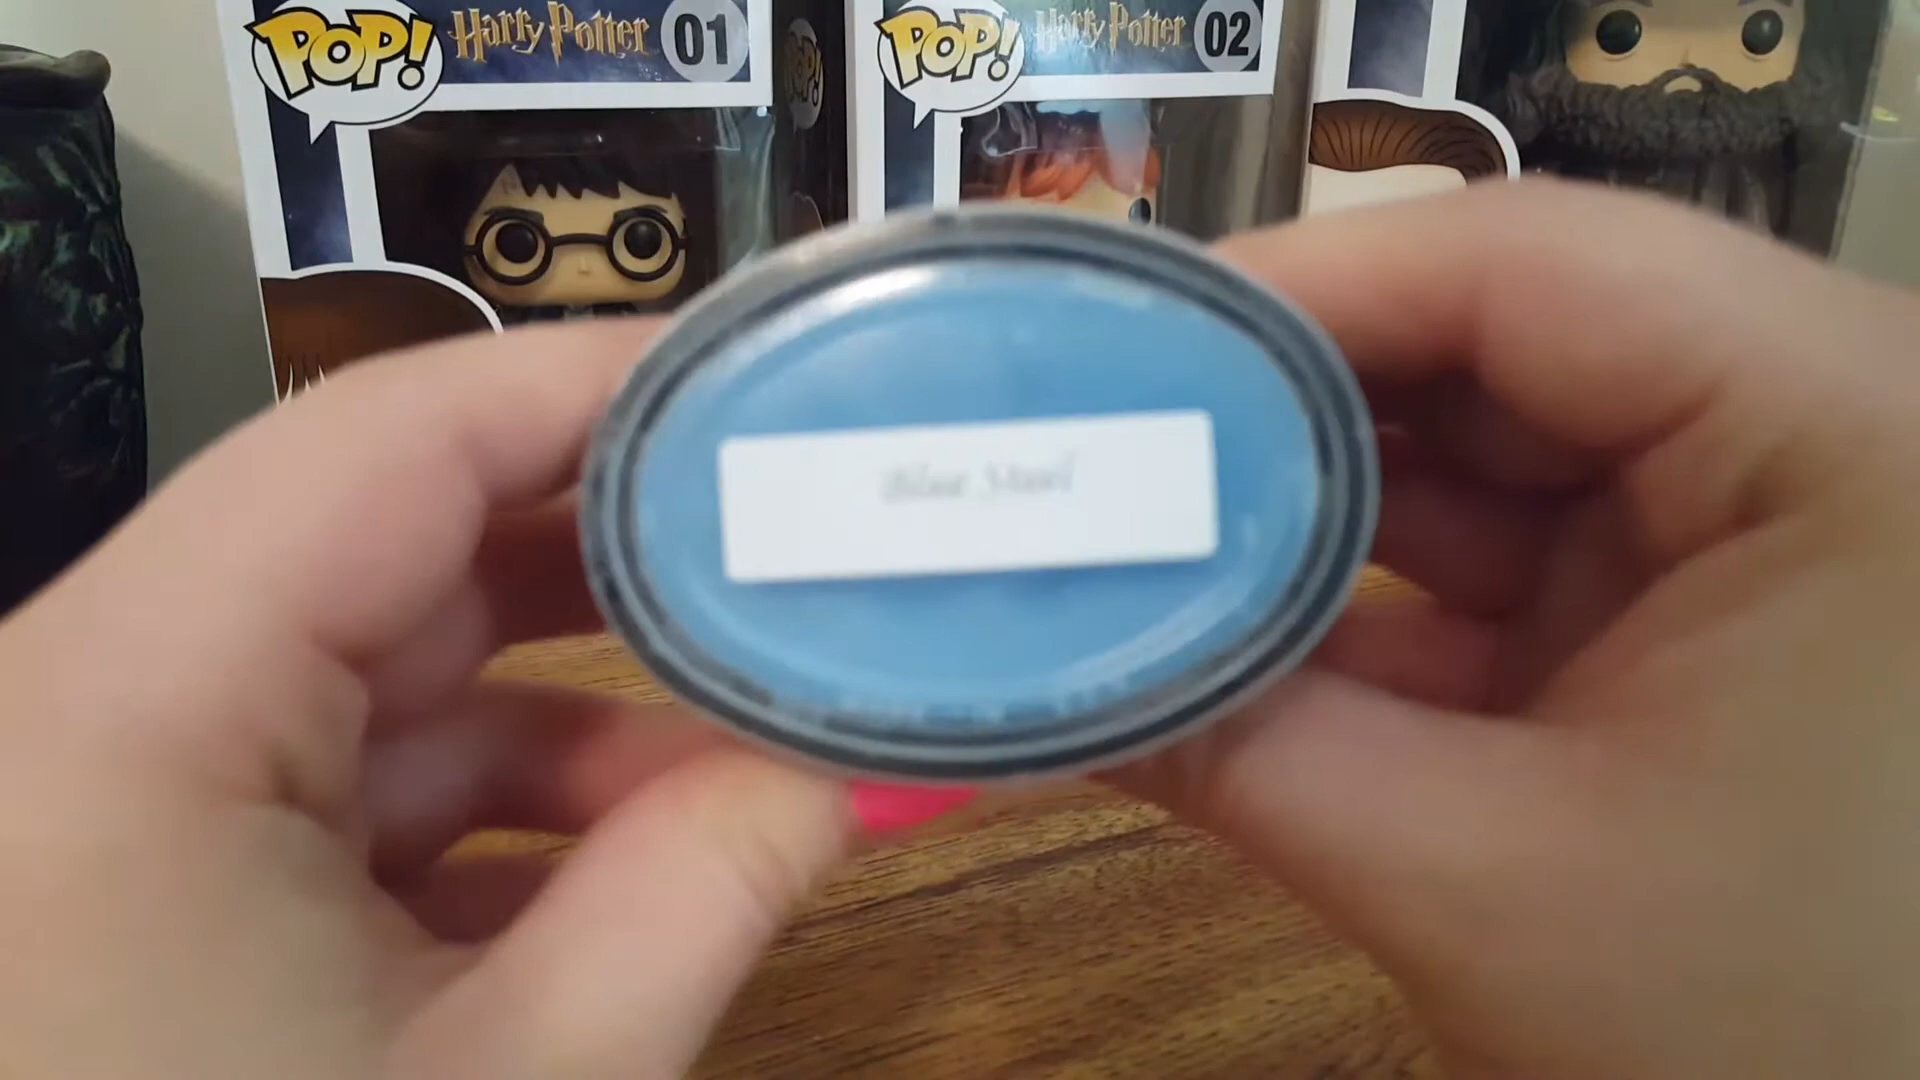 POP! Harry Potter 01
POP! Harry Potter 02
Blue Steel